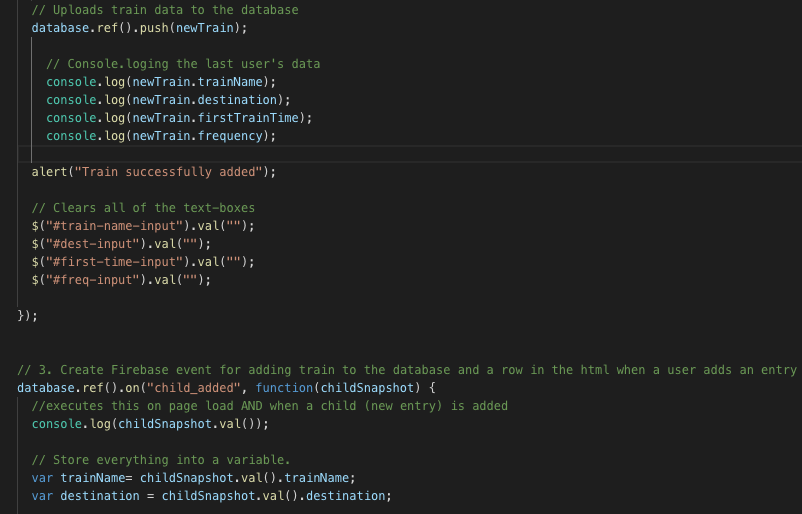 // Uploads train data to the database
database.ref().push(newTrain);
// Console.loging the last user's data
console.log(newTrain.trainName);
console.log(newTrain.destination);
console.log(newTrain.firstTrainTime);
console.log(newTrain.frequency);
alert("Train successfully added");
// Clears all of the text-boxes
$("#train-name-input").val("");
$("#dest-input").val("");
$("#first-time-input").val("");
$("#freq-input").val("");
});
// 3. Create Firebase event for adding train to the database and a row in the html when a user adds an entry
database.ref().on("child_added", function(childSnapshot) {
//executes this on page load AND when a child (new entry) is added
console.log(childSnapshot.val());
// Store everything into a variable.
var trainName= childSnapshot.val().trainName;
var destination = childSnapshot.val().destination;